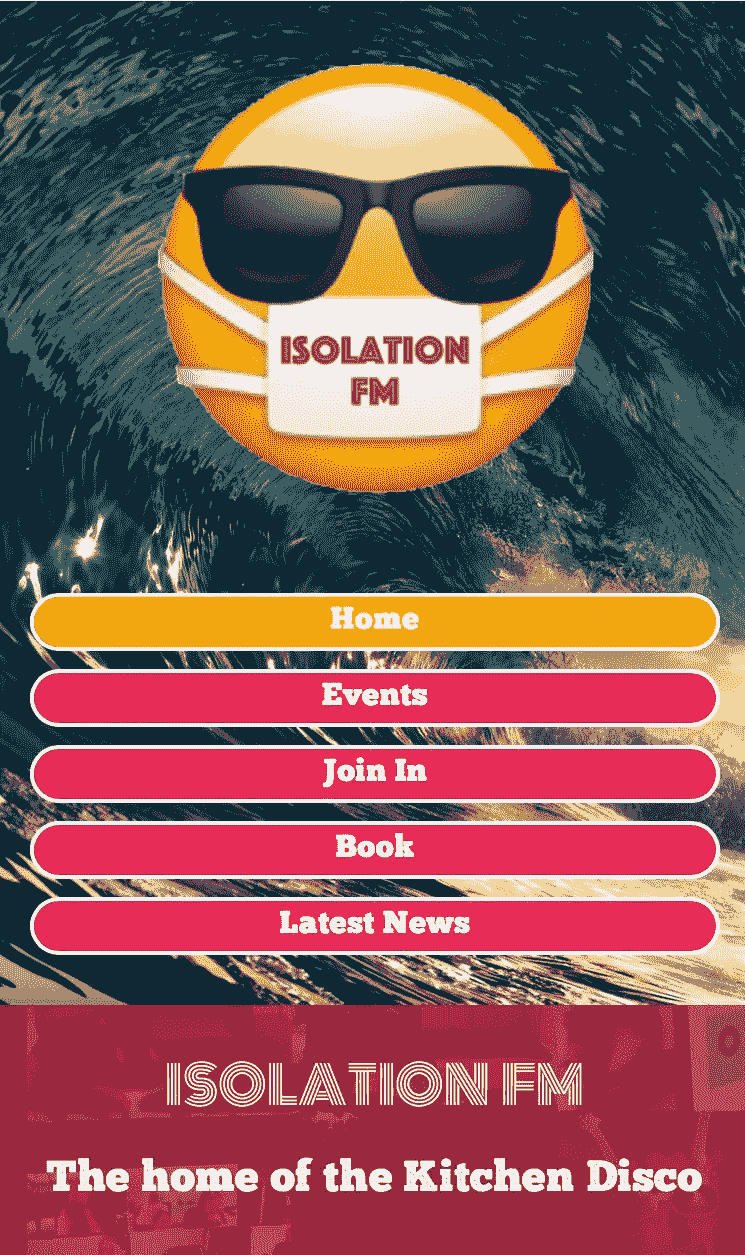 ISOLATION
FM
Home
Events
Join In
Book
Latest News
ISOLATION FM
The home of the Kitchen Disco